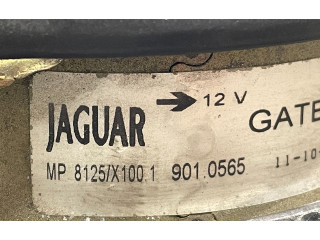 JAGUAR → 12 V GATE
MP 8125/X100.1 901.0565 11-10-